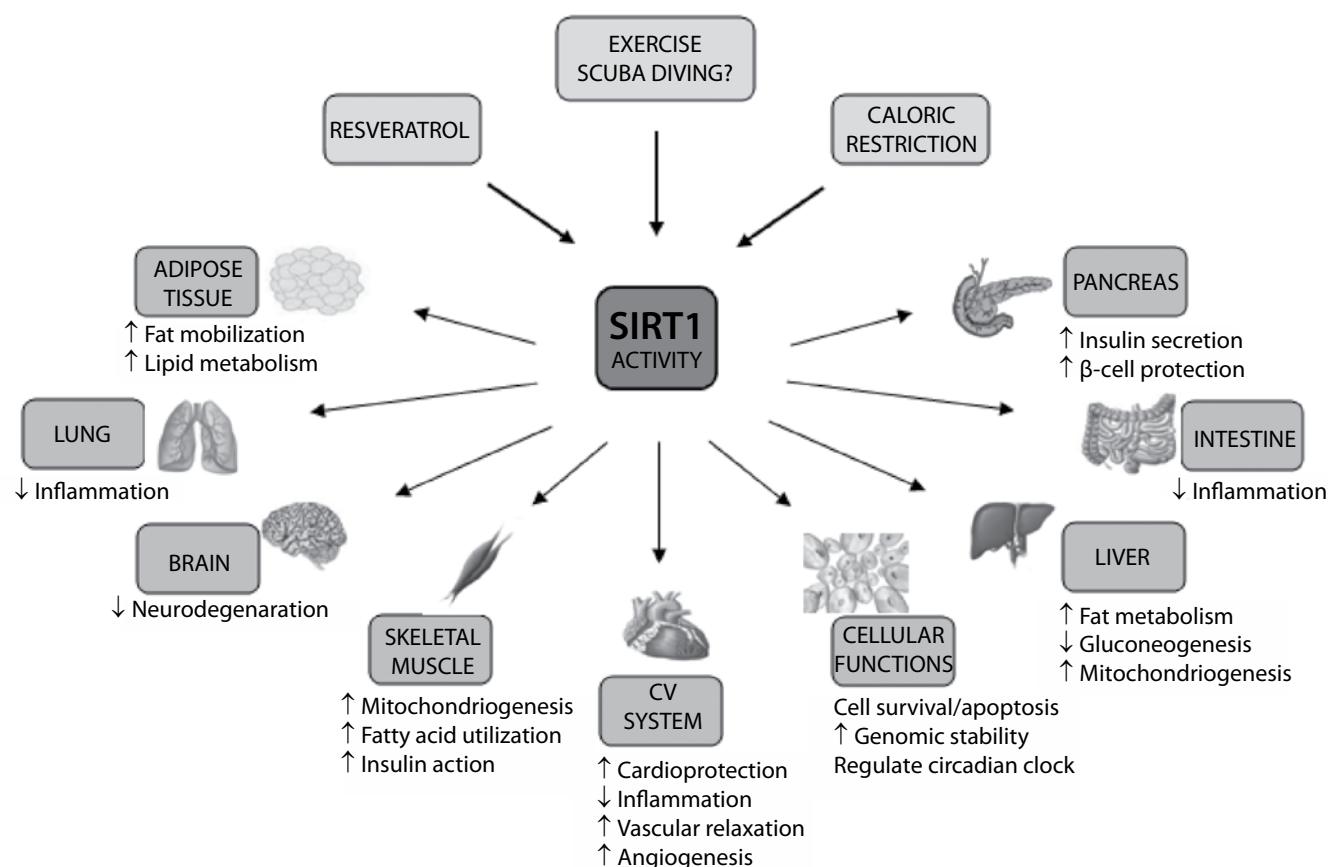 EXERCISE
SCUBA DIVING?
RESVERATROL
CALORIC
RESTRICTION
SIRT1
ACTIVITY
ADIPOSE
TISSUE
↑ Fat mobilization
↑ Lipid metabolism
PANCREAS
↑ Insulin secretion
↑ β-cell protection
LUNG
↓ Inflammation
INTESTINE
↓ Inflammation
BRAIN
↓ Neurodegenaration
LIVER
↑ Fat metabolism
↓ Gluconeogenesis
↑ Mitochondriogenesis
SKELETAL
MUSCLE
↑ Mitochondriogenesis
↑ Fatty acid utilization
↑ Insulin action
CV
SYSTEM
↑ Cardioprotection
↓ Inflammation
↑ Vascular relaxation
↑ Angiogenesis
CELLULAR
FUNCTIONS
Cell survival/apoptosis
↑ Genomic stability
Regulate circadian clock